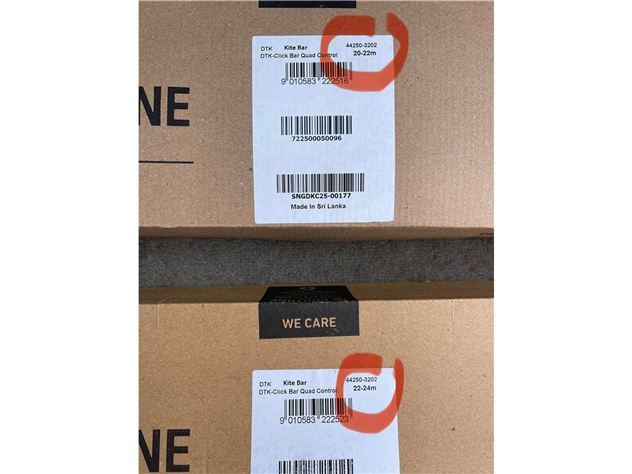 DTK Kite Bar 44250-3202
DTK-Click Bar Quad Control 20-22m
9 010583 222516
722500050096
SNGDKC25-00177
Made In Sri Lanka
NE
WE CARE
DTK Kite Bar 44250-3202
DTK-Click Bar Quad Control 22-24m
9 010583 222523
NE